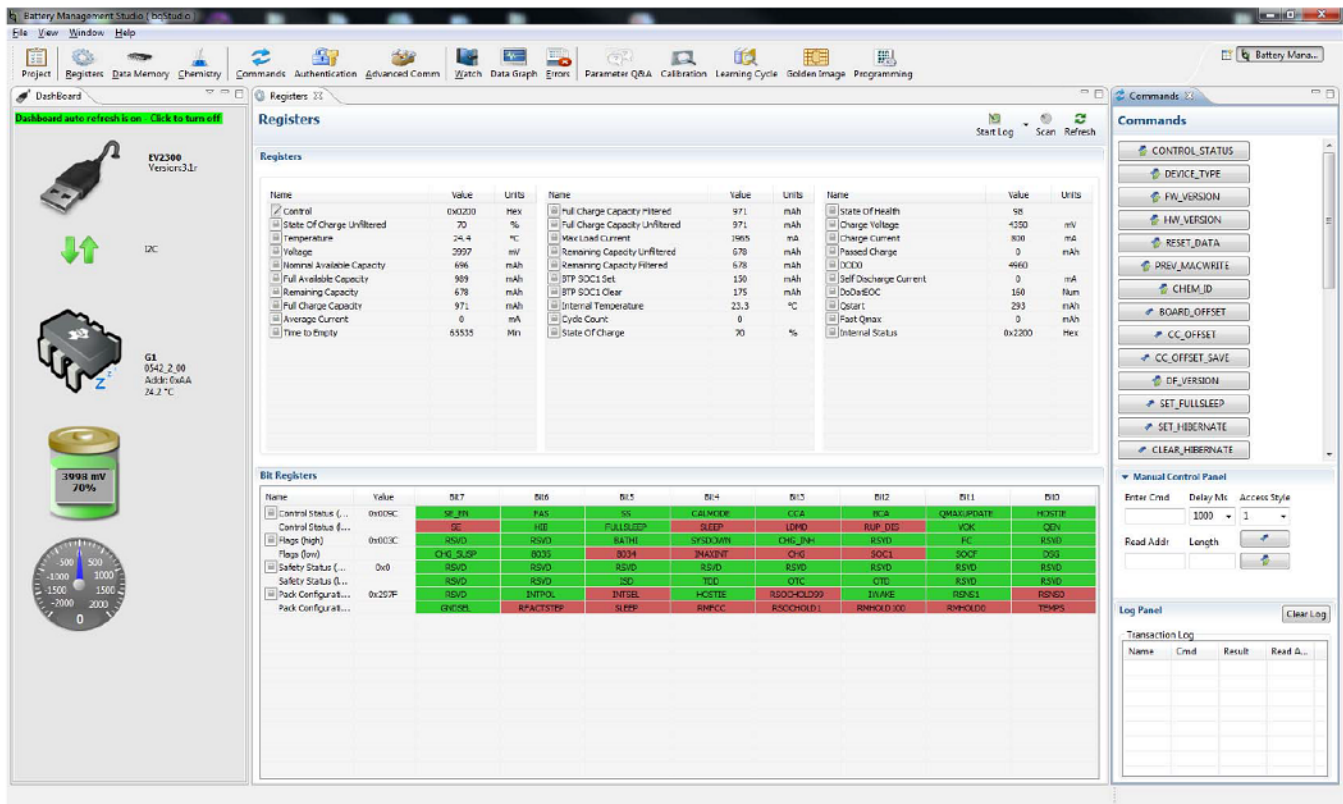 Battery Management Studio ( bqStudio )
File View Window Help
Project Registers Data Memory Chemistry Commands Authentication Advanced Comm Watch Data Graph Errors Parameter Q&A Calibration Learning Cycle Golden Image Programming
Battery Mana...
DashBoard
Dashboard auto refresh is on - Click to turn off
EV2300
Version:3.1r
I2C
G1
0542_2_00
Addr: 0xAA
24.2 °C
3998 mV
70%
-500 500
-1000 1000
-1500 1500
-2000 2000
0
Registers
Registers
Start Log Scan Refresh
Registers
Name Value Units Name Value Units Name Value Units
Control 0x0200 Hex Full Charge Capacity Filtered 971 mAh State Of Health 98
State Of Charge Unfiltered 70 % Full Charge Capacity Unfiltered 971 mAh Charge Voltage 4350 mV
Temperature 24.4 °C Max Load Current 1965 mA Charge Current 800 mA
Voltage 3997 mV Remaining Capacity Unfiltered 678 mAh Passed Charge 0 mAh
Nominal Available Capacity 696 mAh Remaining Capacity Filtered 678 mAh DOD0 4960
Full Available Capacity 989 mAh BTP SOC1 Set 150 mAh Self Discharge Current 0 mA
Remaining Capacity 678 mAh BTP SOC1 Clear 175 mAh DoDatEOC 160 Num
Full Charge Capacity 971 mAh Internal Temperature 23.3 °C Qstart 293 mAh
Average Current 0 mA Cycle Count 0 Fast Qmax 0 mAh
Time to Empty 65535 Min State Of Charge 70 % Internal Status 0x2200 Hex
Bit Registers
Name Value Bit7 Bit6 Bit5 Bit4 Bit3 Bit2 Bit1 Bit0
Control Status (... 0x009C SE_EN FAS SS CALMODE CCA BCA QMAXUPDATE HOSTIE
Control Status (l... SE HIB FULLSLEEP SLEEP LDMD RUP_DIS VOK QEN
Flags (high) 0x003C RSVD RSVD BATHI SYSDOWN CHG_INH RSVD FC RSVD
Flags (low) CHG_SUSP 8035 8034 IMAXINT CHG SOC1 SOCF DSG
Safety Status (... 0x0 RSVD RSVD RSVD RSVD RSVD RSVD RSVD RSVD
Safety Status (l... RSVD RSVD ISD TDD OTC OTD RSVD RSVD
Pack Configurati... 0x297F RSVD INTPOL INTSEL HOSTIE RSOCHOLD99 IWAKE RSNS1 RSNS0
Pack Configurati... GNDSEL RFACTSTEP SLEEP RMFCC RSOCHOLD1 RMHOLD100 RMHOLD0 TEMPS
Commands
Commands
CONTROL_STATUS
DEVICE_TYPE
FW_VERSION
HW_VERSION
RESET_DATA
PREV_MACWRITE
CHEM_ID
BOARD_OFFSET
CC_OFFSET
CC_OFFSET_SAVE
DF_VERSION
SET_FULLSLEEP
SET_HIBERNATE
CLEAR_HIBERNATE
Manual Control Panel
Enter Cmd Delay Ms Access Style
1000 1
Read Addr Length
Log Panel
Clear Log
Transaction Log
Name Cmd Result Read A...